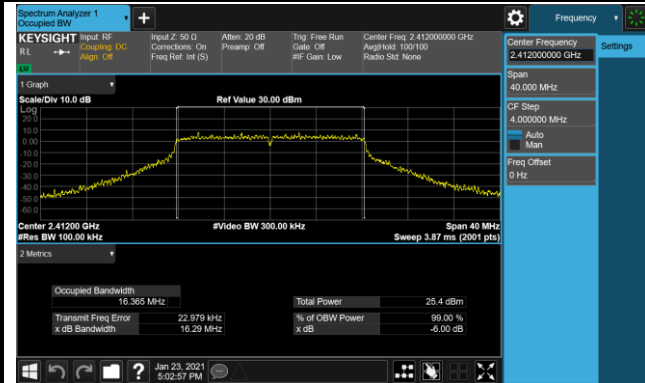 Spectrum Analyzer 1
Occupied BW
Frequency
KEYSIGHT
RL
Input: RF
Coupling: DC
Align: Off
Input Z: 50 Ω
Corrections: On
Freq Ref: Int (S)
Atten: 20 dB
Preamp: Off
Trig: Free Run
Gate: Off
#IF Gain: Low
Center Freq: 2.412000000 GHz
Avg|Hold: 100/100
Radio Std: None
Center Frequency
2.412000000 GHz
Settings
Span
40.000 MHz
CF Step
4.000000 MHz
Auto
Man
Freq Offset
0 Hz
1 Graph
Scale/Div 10.0 dB
Ref Value 30.00 dBm
Log
20.0
10.0
0.00
-10.0
-20.0
-30.0
-40.0
-50.0
-60.0
Center 2.41200 GHz
#Video BW 300.00 kHz
Span 40 MHz
#Res BW 100.00 kHz
Sweep 3.87 ms (2001 pts)
2 Metrics
Occupied Bandwidth
16.365 MHz
Total Power 25.4 dBm
Transmit Freq Error 22.979 kHz
% of OBW Power 99.00 %
x dB Bandwidth 16.29 MHz
x dB -6.00 dB
Jan 23, 2021
5:02:57 PM